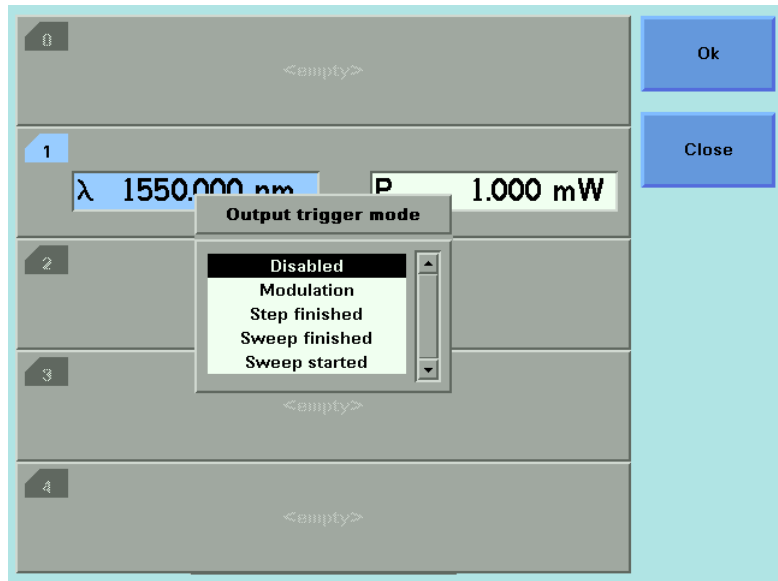 0
<empty>
Ok
1
Close
λ 1550.000 nm
P 1.000 mW
Output trigger mode
2
Disabled
Modulation
Step finished
Sweep finished
Sweep started
3
<empty>
4
<empty>